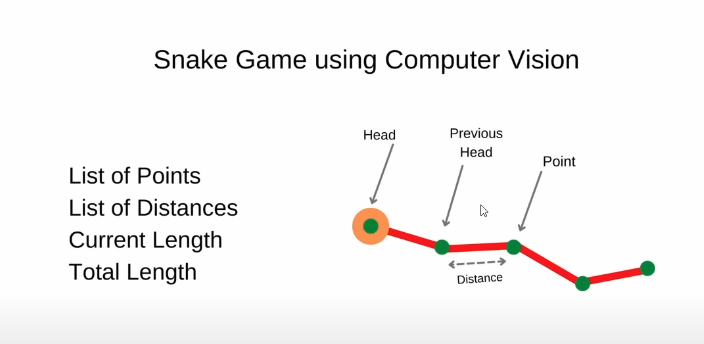 Snake Game using Computer Vision
Head
Previous
Head
Point
List of Points
List of Distances
Current Length
Total Length
Distance